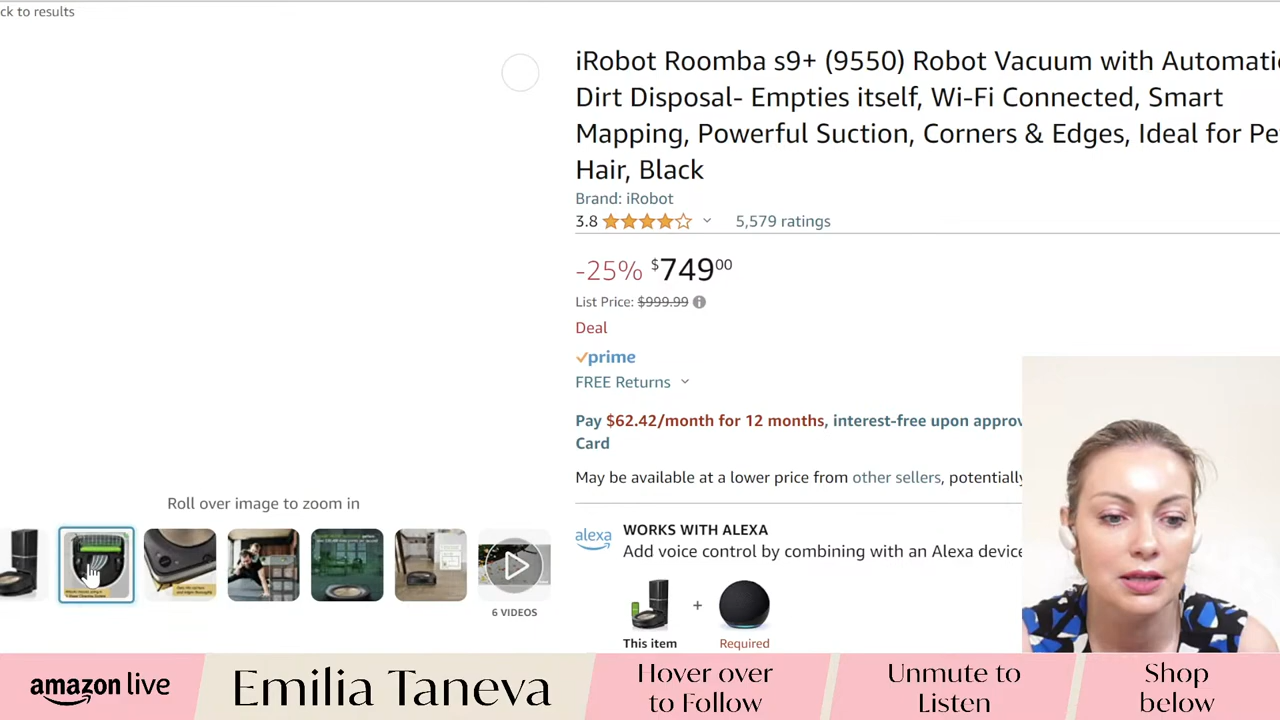 ck to results
iRobot Roomba s9+ (9550) Robot Vacuum with Automati
Dirt Disposal- Empties itself, Wi-Fi Connected, Smart
Mapping, Powerful Suction, Corners & Edges, Ideal for Pe
Hair, Black
Brand: iRobot
3.8 5,579 ratings
-25% $749 00
List Price: $999.99
Deal
prime
FREE Returns
Pay $62.42/month for 12 months, interest-free upon approv
Card
May be available at a lower price from other sellers, potentially
Roll over image to zoom in
6 VIDEOS
alexa
WORKS WITH ALEXA
Add voice control by combining with an Alexa device
+
This item
Required
amazon live
Emilia Taneva
Hover over
to Follow
Unmute to
Listen
Shop
below